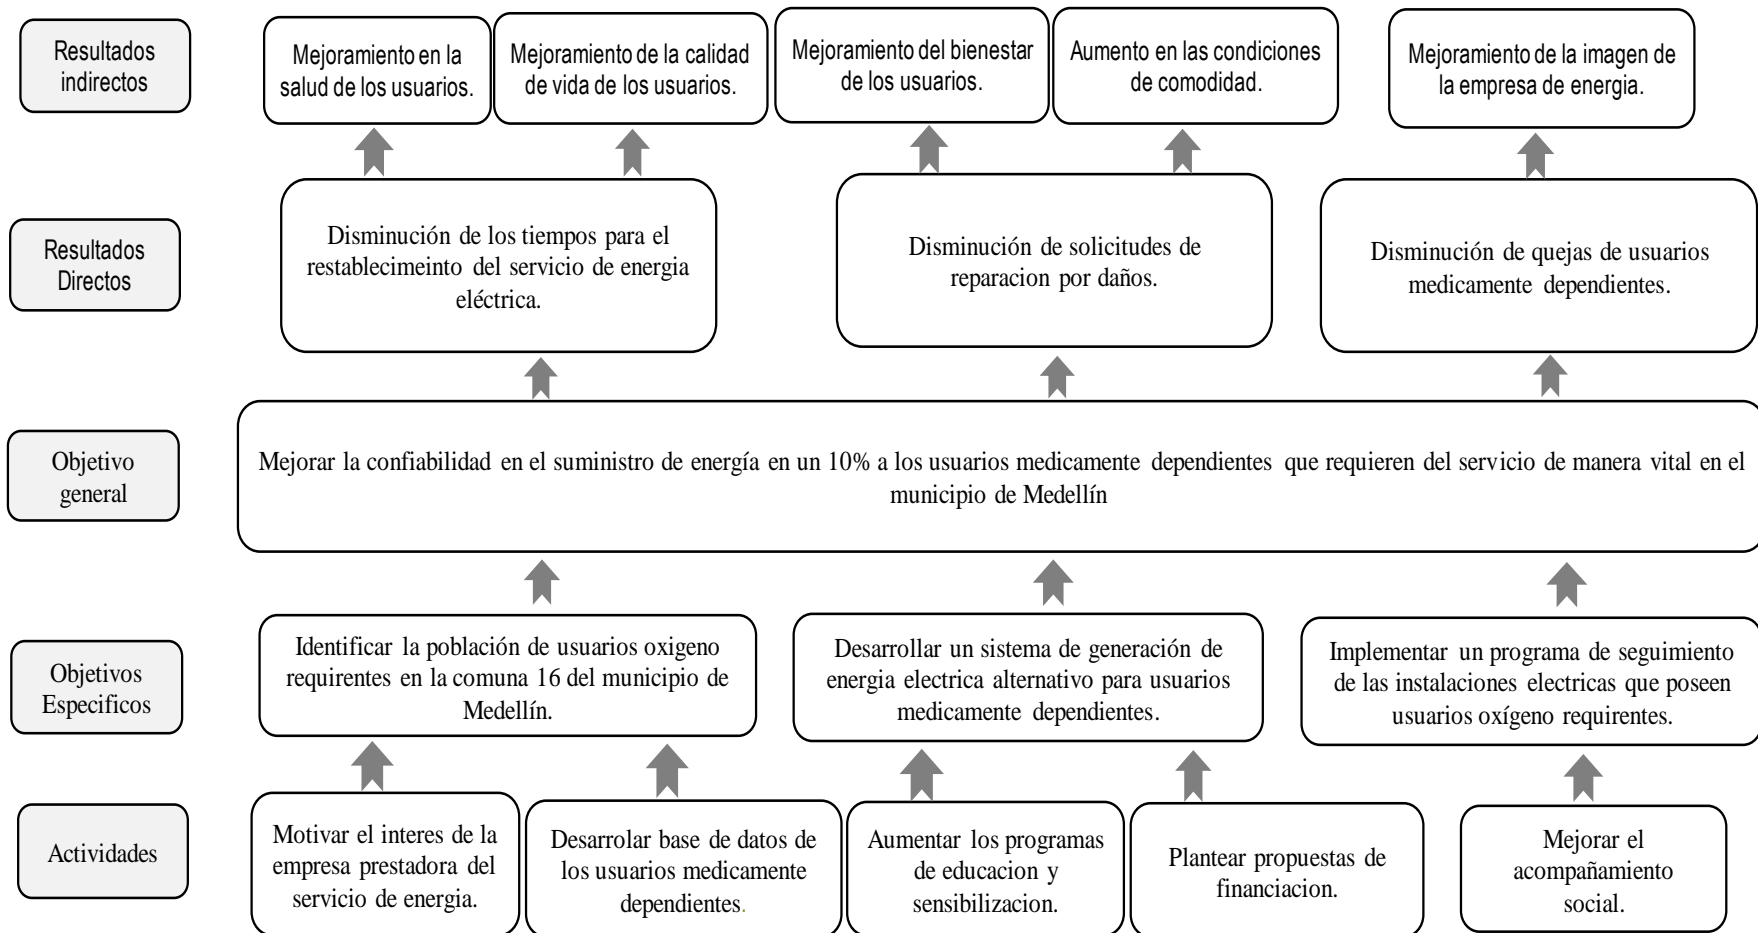 Resultados
indirectos
Mejoramiento en la
salud de los usuarios.
Mejoramiento de la calidad
de vida de los usuarios.
Mejoramiento del bienestar
de los usuarios.
Aumento en las condiciones
de comodidad.
Mejoramiento de la imagen de
la empresa de energia.
Resultados
Directos
Disminución de los tiempos para el
restablecimeinto del servicio de energia
eléctrica.
Disminución de solicitudes de
reparacion por daños.
Disminución de quejas de usuarios
medicamente dependientes.
Objetivo
general
Mejorar la confiabilidad en el suministro de energía en un 10% a los usuarios medicamente dependientes que requieren del servicio de manera vital en el
municipio de Medellín
Objetivos
Especificos
Identificar la población de usuarios oxigeno
requirentes en la comuna 16 del municipio de
Medellín.
Desarrollar un sistema de generación de
energia electrica alternativo para usuarios
medicamente dependientes.
Implementar un programa de seguimiento
de las instalaciones electricas que poseen
usuarios oxígeno requirentes.
Actividades
Motivar el interes de la
empresa prestadora del
servicio de energia.
Desarrolar base de datos de
los usuarios medicamente
dependientes.
Aumentar los programas
de educacion y
sensibilizacion.
Plantear propuestas de
financiacion.
Mejorar el
acompañamiento
social.